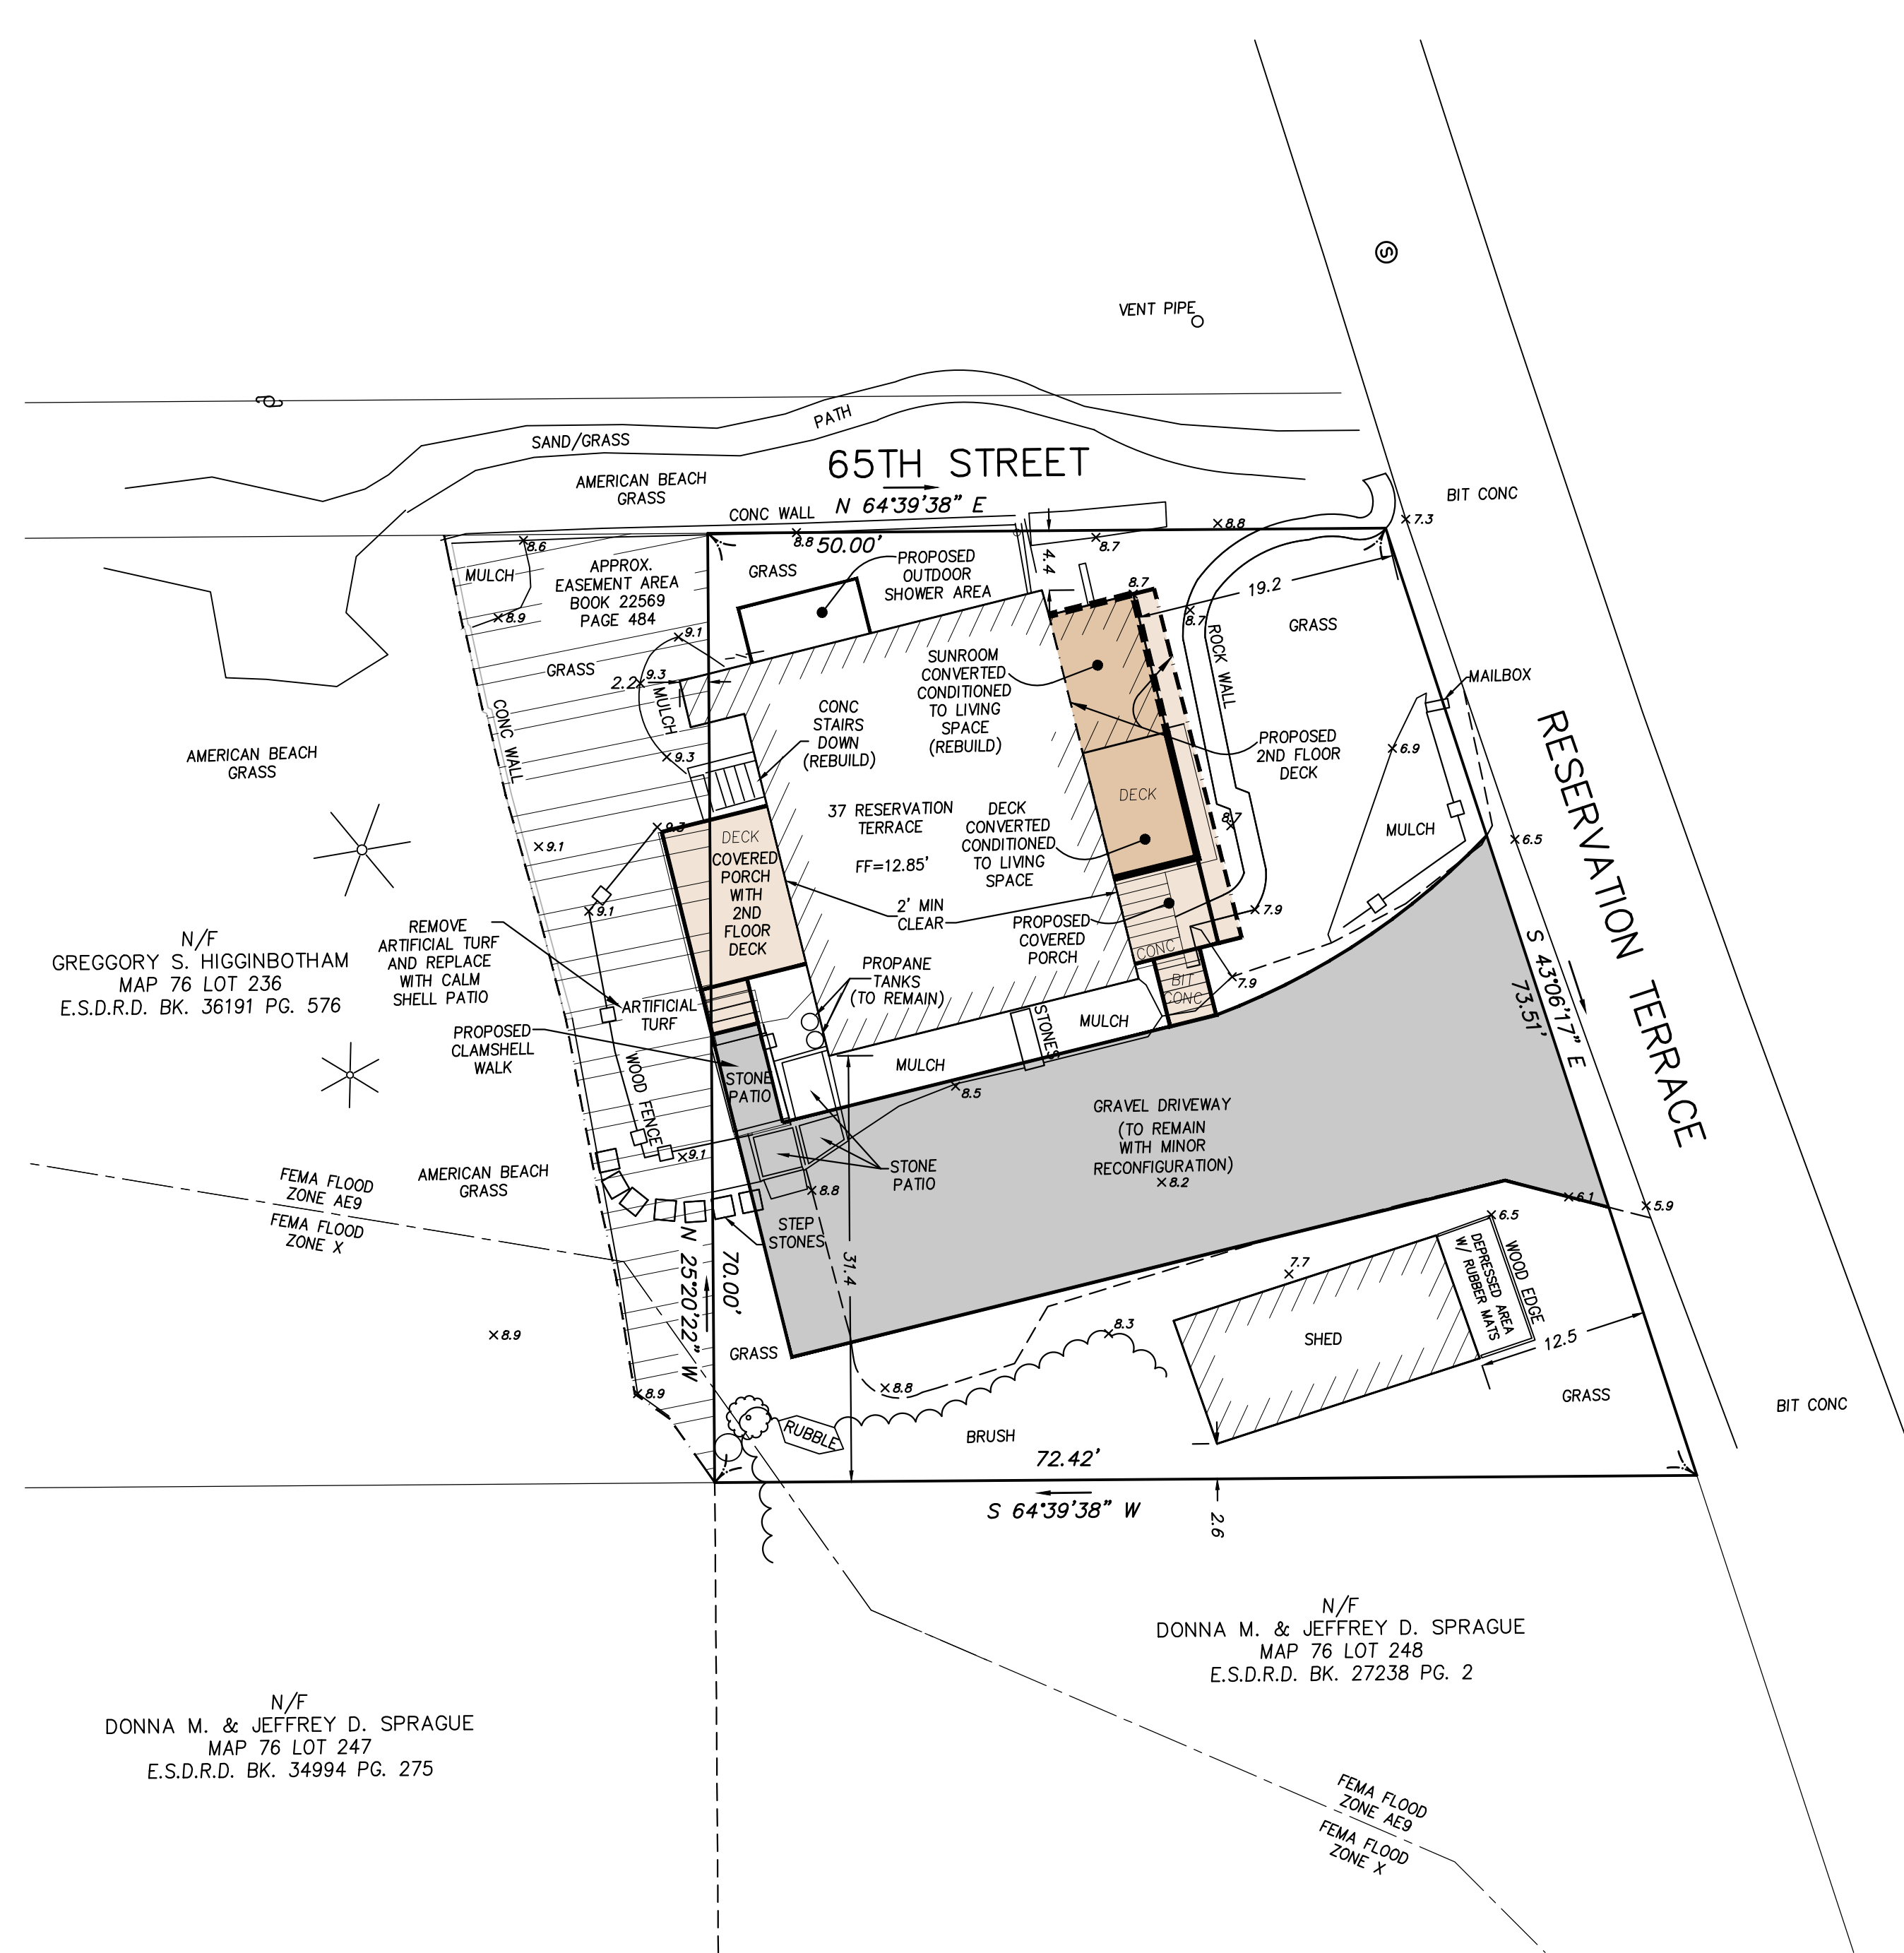 S
VENT PIPE
PATH
SAND/GRASS
65TH STREET
AMERICAN BEACH
GRASS
BIT CONC
N 64°39'38" E
CONC WALL
8.8
7.3
8.6
8.8
50.00'
8.7
4.4
MULCH
APPROX.
EASEMENT AREA
BOOK 22569
PAGE 484
GRASS
PROPOSED
OUTDOOR
SHOWER AREA
8.7
19.2
8.9
8.7
GRASS
9.1
ROCK WALL
GRASS
2.2
9.3
MULCH
SUNROOM
CONVERTED
CONDITIONED
TO LIVING
SPACE
(REBUILD)
MAILBOX
CONC WALL
CONC
STAIRS
DOWN
(REBUILD)
PROPOSED
2ND FLOOR
DECK
6.9
RESERVATION TERRACE
AMERICAN BEACH
GRASS
9.3
DECK
37 RESERVATION
TERRACE
FF=12.85'
DECK
CONVERTED
CONDITIONED
TO LIVING
SPACE
8.7
MULCH
6.5
9.3
9.1
DECK
COVERED
PORCH
WITH
2ND
FLOOR
DECK
9.1
2' MIN
CLEAR
7.9
REMOVE
ARTIFICIAL TURF
AND REPLACE
WITH CALM
SHELL PATIO
PROPOSED
COVERED
PORCH
CONC
N/F
GREGGORY S. HIGGINBOTHAM
MAP 76 LOT 236
E.S.D.R.D. BK. 36191 PG. 576
PROPANE
TANKS
(TO REMAIN)
BIT
CONC
7.9
S 43°06'17" E
73.51'
ARTIFICIAL
TURF
STONES
MULCH
PROPOSED
CLAMSHELL
WALK
MULCH
WOOD FENCE
STONE
PATIO
8.5
GRAVEL DRIVEWAY
(TO REMAIN
WITH MINOR
RECONFIGURATION)
8.2
9.1
STONE
PATIO
8.8
AMERICAN BEACH
GRASS
FEMA FLOOD
ZONE AE9
FEMA FLOOD
ZONE X
6.1
5.9
6.5
STEP
STONES
N 25°20'22" W
70.00'
31.4
7.7
DEPRESSED AREA
W/ RUBBER MATS
WOOD EDGE
8.9
8.3
SHED
12.5
GRASS
8.8
8.9
GRASS
BIT CONC
RUBBLE
BRUSH
72.42'
S 64°39'38" W
2.6
N/F
DONNA M. & JEFFREY D. SPRAGUE
MAP 76 LOT 248
E.S.D.R.D. BK. 27238 PG. 2
N/F
DONNA M. & JEFFREY D. SPRAGUE
MAP 76 LOT 247
E.S.D.R.D. BK. 34994 PG. 275
FEMA FLOOD
ZONE AE9
FEMA FLOOD
ZONE X